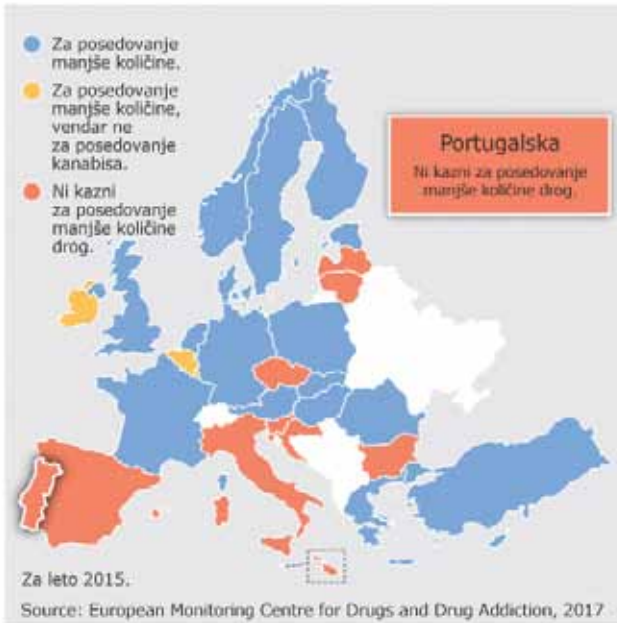 Za posedovanje
manjše količine.
Za posedovanje
manjše količine,
vendar ne
za posedovanje
kanabisa.
Ni kazni
za posedovanje
manjše količine
drog.
Portugalska
Ni kazni za posedovanje
manjše količine drog.
Za leto 2015.
Source: European Monitoring Centre for Drugs and Drug Addiction, 2017